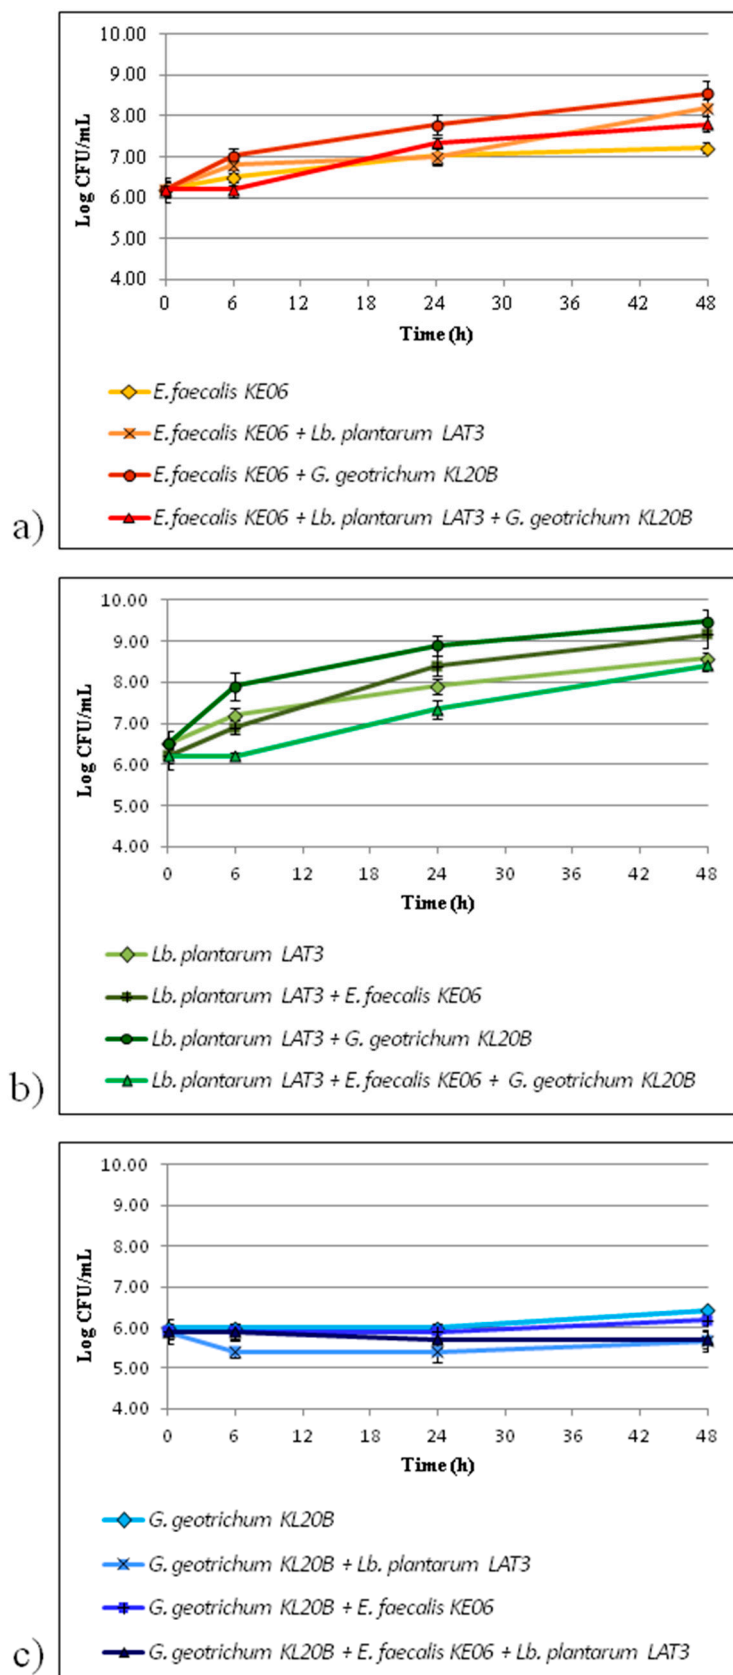 10.00
9.00
8.00
7.00
6.00
5.00
4.00
Log CFU/mL
0 6 12 18 24 30 36 42 48
Time (h)
E. faecalis KE06
E. faecalis KE06 + Lb. plantarum LAT3
E. faecalis KE06 + G. geotrichum KL20B
E. faecalis KE06 + Lb. plantarum LAT3 + G. geotrichum KL20B
a)
10.00
9.00
8.00
7.00
6.00
5.00
4.00
Log CFU/mL
0 6 12 18 24 30 36 42 48
Time (h)
Lb. plantarum LAT3
Lb. plantarum LAT3 + E. faecalis KE06
Lb. plantarum LAT3 + G. geotrichum KL20B
Lb. plantarum LAT3 + E. faecalis KE06 + G. geotrichum KL20B
b)
10.00
9.00
8.00
7.00
6.00
5.00
4.00
Log CFU/mL
0 6 12 18 24 30 36 42 48
Time (h)
G. geotrichum KL20B
G. geotrichum KL20B + Lb. plantarum LAT3
G. geotrichum KL20B + E. faecalis KE06
G. geotrichum KL20B + E. faecalis KE06 + Lb. plantarum LAT3
c)